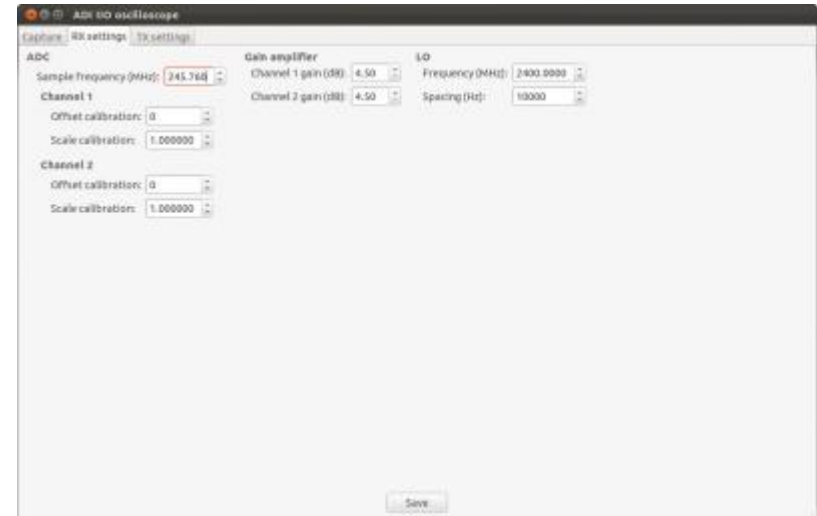 ADI IIO oscilloscope
Capture RX settings TX settings
ADC
Sample frequency (MHz): 245.760
Channel 1
Offset calibration: 0
Scale calibration: 1.000000
Channel 2
Offset calibration: 0
Scale calibration: 1.000000
Gain amplifier
Channel 1 gain (dB): 4.50
Channel 2 gain (dB): 4.50
LO
Frequency (MHz): 2400.0000
Spacing (Hz): 10000
Save